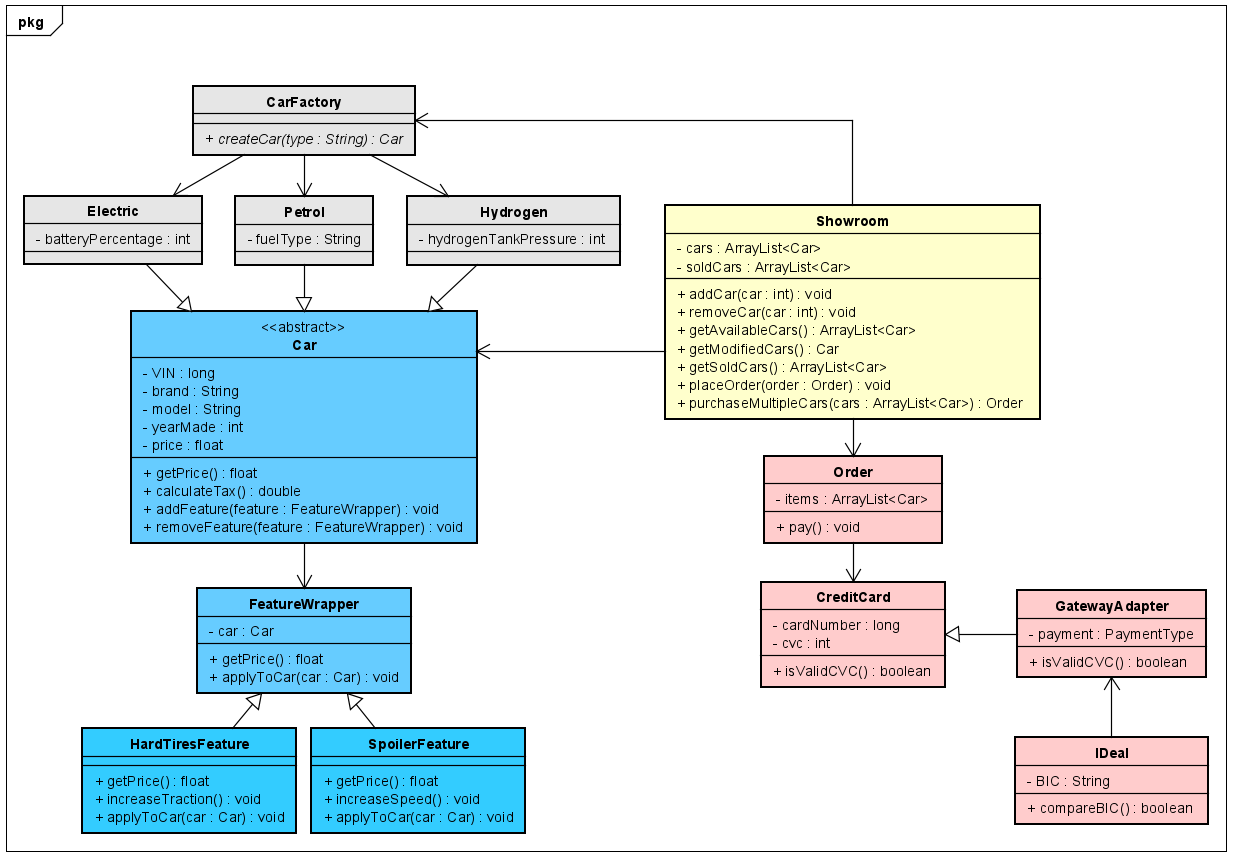 pkg
CarFactory
+ createCar(type : String) : Car
Electric
- batteryPercentage : int
Petrol
- fuelType : String
Hydrogen
- hydrogenTankPressure : int
Showroom
- cars : ArrayList<Car>
- soldCars : ArrayList<Car>
+ addCar(car : int) : void
+ removeCar(car : int) : void
+ getAvailableCars() : ArrayList<Car>
+ getModifiedCars() : Car
+ getSoldCars() : ArrayList<Car>
+ placeOrder(order : Order) : void
+ purchaseMultipleCars(cars : ArrayList<Car>) : Order
<<abstract>>
Car
- VIN : long
- brand : String
- model : String
- yearMade : int
- price : float
+ getPrice() : float
+ calculateTax() : double
+ addFeature(feature : FeatureWrapper) : void
+ removeFeature(feature : FeatureWrapper) : void
Order
- items : ArrayList<Car>
+ pay() : void
FeatureWrapper
- car : Car
+ getPrice() : float
+ applyToCar(car : Car) : void
CreditCard
- cardNumber : long
- cvc : int
+ isValidCVC() : boolean
GatewayAdapter
- payment : PaymentType
+ isValidCVC() : boolean
HardTiresFeature
+ getPrice() : float
+ increaseTraction() : void
+ applyToCar(car : Car) : void
SpoilerFeature
+ getPrice() : float
+ increaseSpeed() : void
+ applyToCar(car : Car) : void
IDeal
- BIC : String
+ compareBIC() : boolean